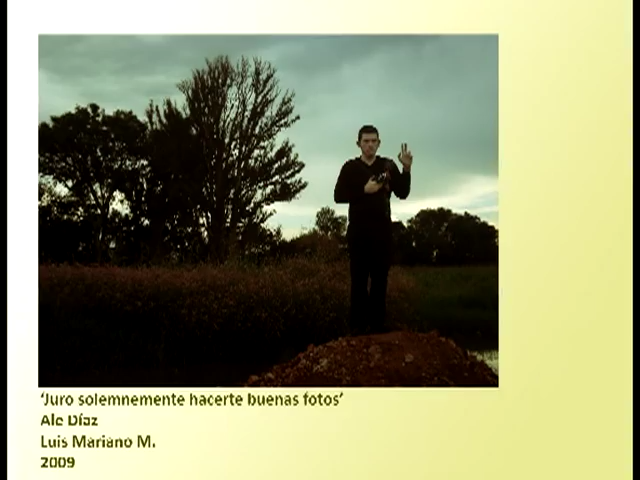 ‘Juro solemnemente hacerte buenas fotos’
Ale Díaz
Luis Mariano M.
2009